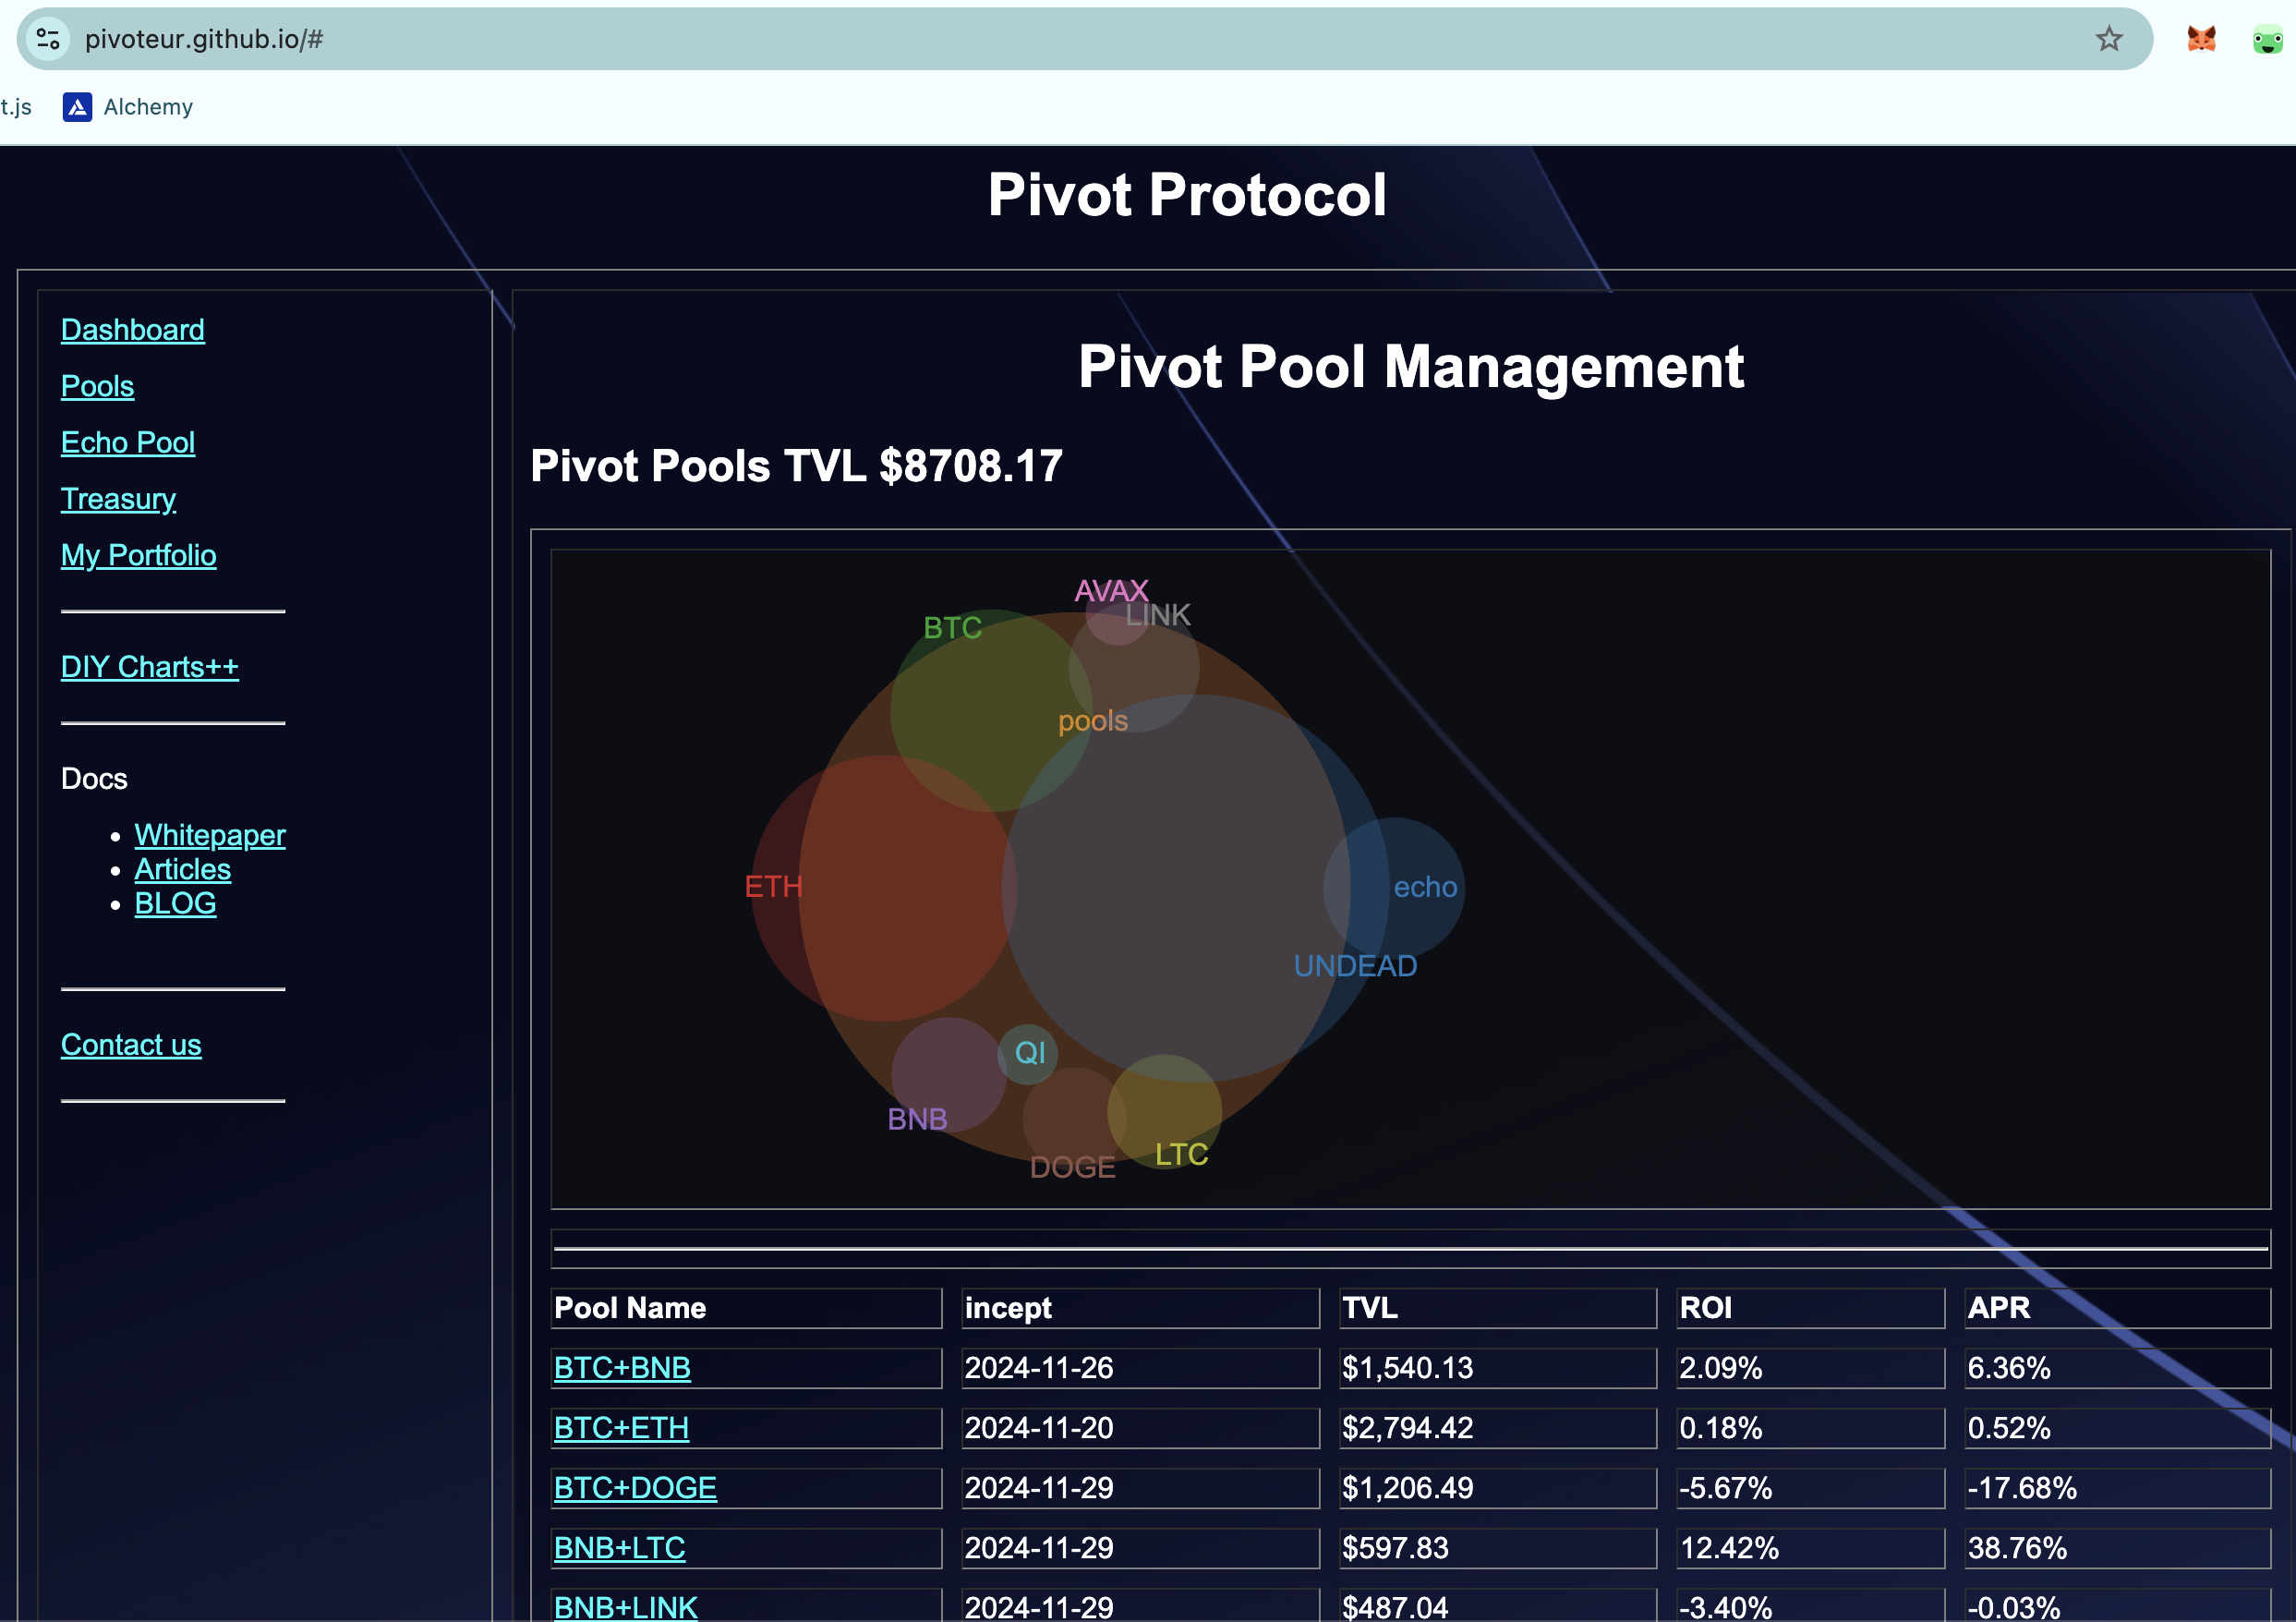 pivoteur.github.io/#
t.js Alchemy
Pivot Protocol
Dashboard
Pools
Echo Pool
Treasury
My Portfolio
DIY Charts++
Docs
Whitepaper
Articles
BLOG
Contact us
Pivot Pool Management
Pivot Pools TVL $8708.17
AVAX
LINK
BTC
pools
ETH
echo
UNDEAD
QI
BNB
LTC
DOGE
Pool Name incept TVL ROI APR
BTC+BNB 2024-11-26 $1,540.13 2.09% 6.36%
BTC+ETH 2024-11-20 $2,794.42 0.18% 0.52%
BTC+DOGE 2024-11-29 $1,206.49 -5.67% -17.68%
BNB+LTC 2024-11-29 $597.83 12.42% 38.76%
BNB+LINK 2024-11-29 $487.04 -3.40% -0.03%